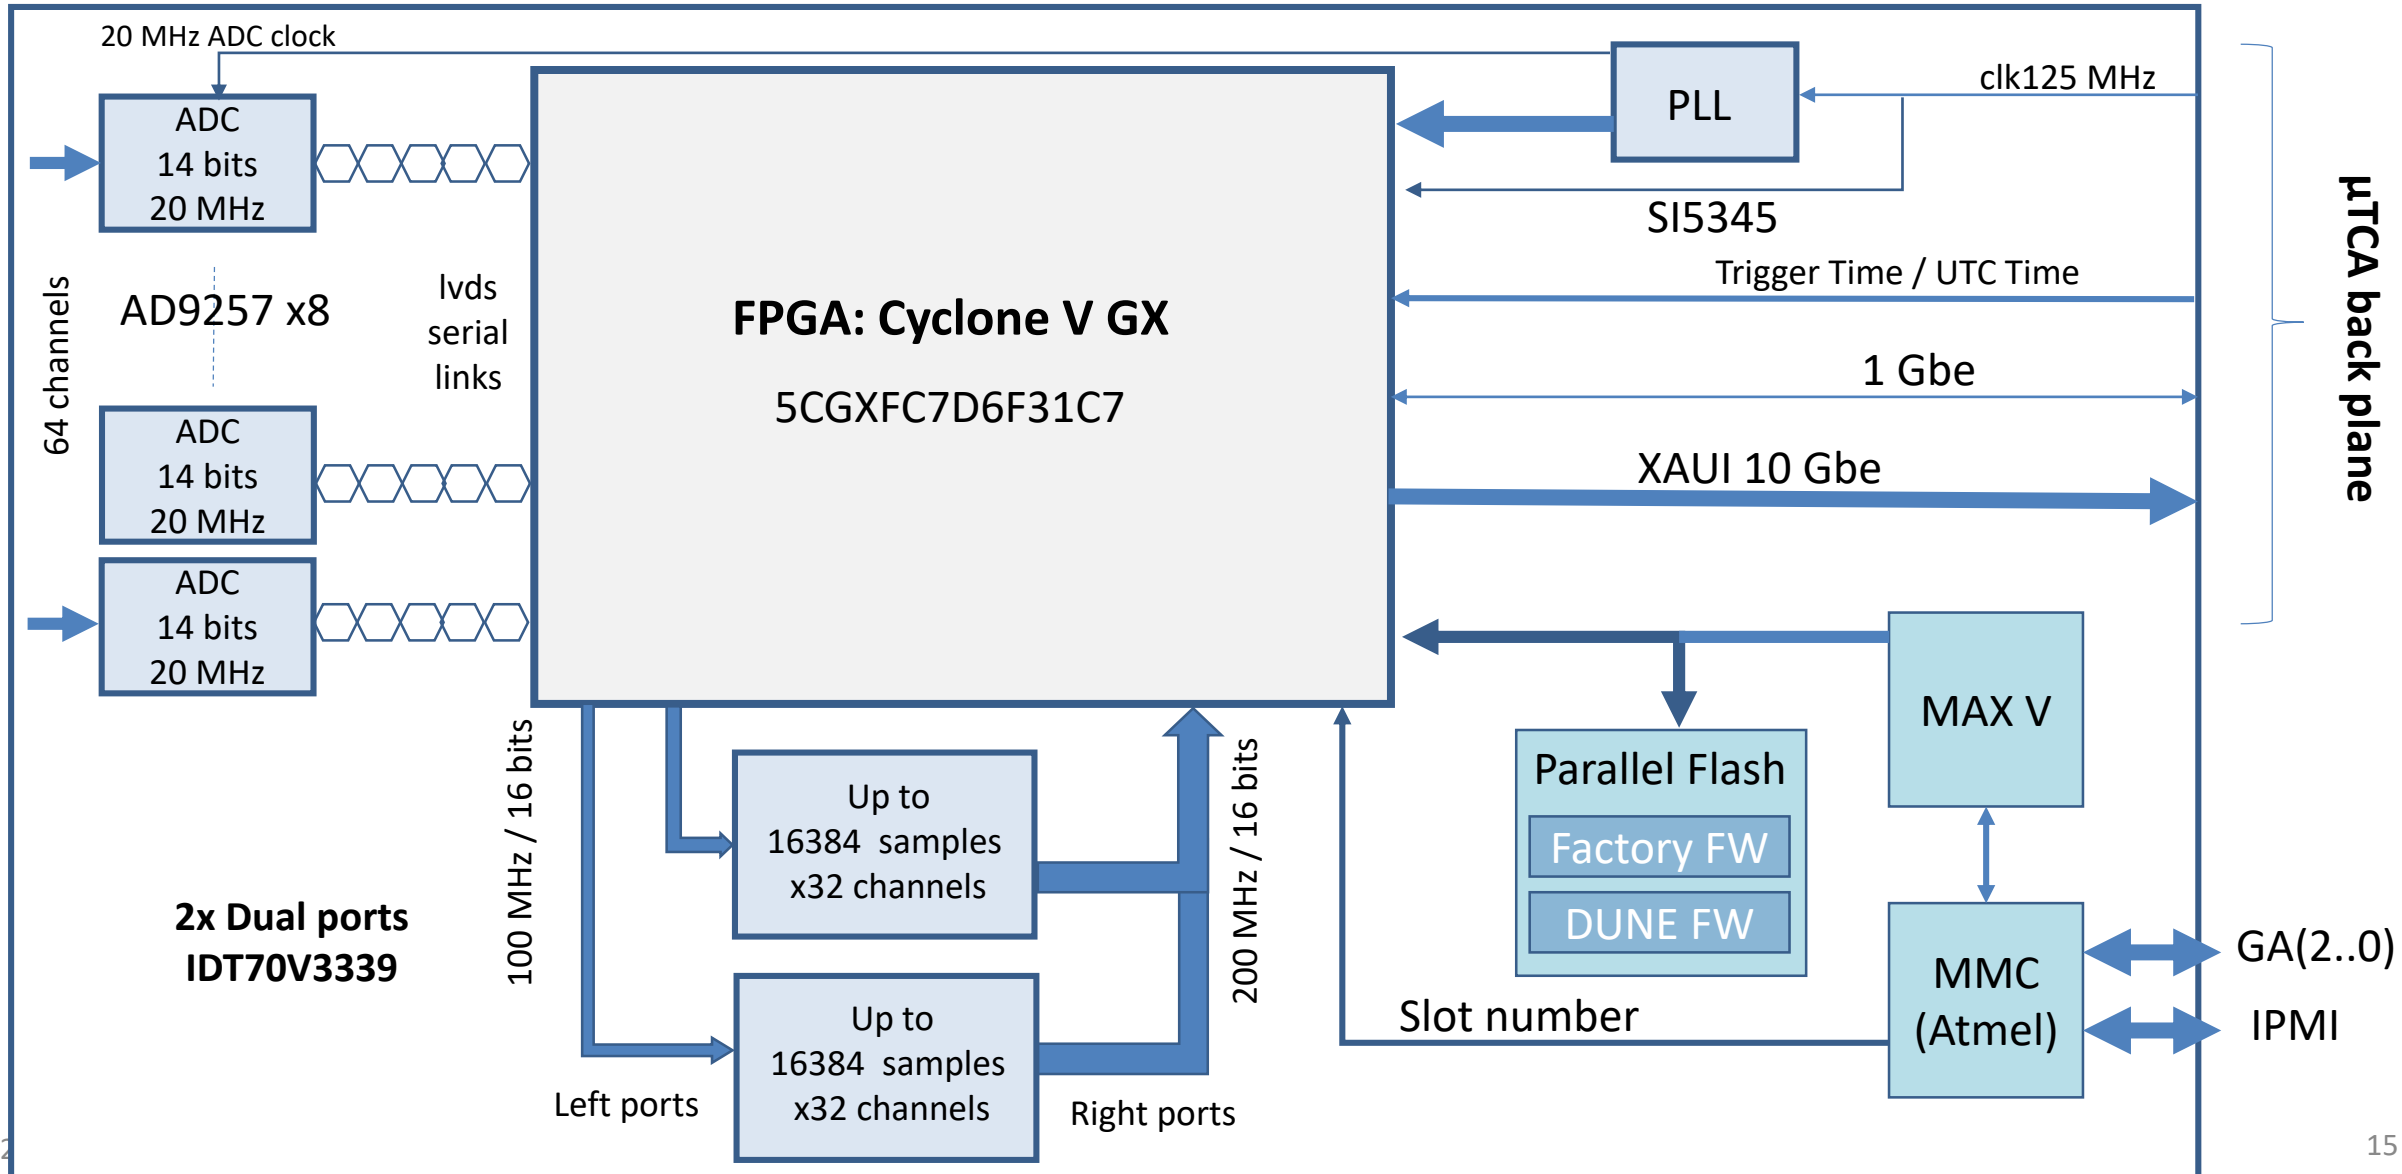 20 MHz ADC clock
ADC
14 bits
20 MHz
64 channels
AD9257 x8
lvds
serial
links
ADC
14 bits
20 MHz
ADC
14 bits
20 MHz
FPGA: Cyclone V GX
5CGXFC7D6F31C7
PLL
clk125 MHz
SI5345
Trigger Time / UTC Time
1 Gbe
XAUI 10 Gbe
µTCA back plane
100 MHz / 16 bits
Up to
16384 samples
x32 channels
200 MHz / 16 bits
2x Dual ports
IDT70V3339
Up to
16384 samples
x32 channels
Left ports
Right ports
Parallel Flash
Factory FW
DUNE FW
MAX V
MMC
(Atmel)
Slot number
GA(2..0)
IPMI
15